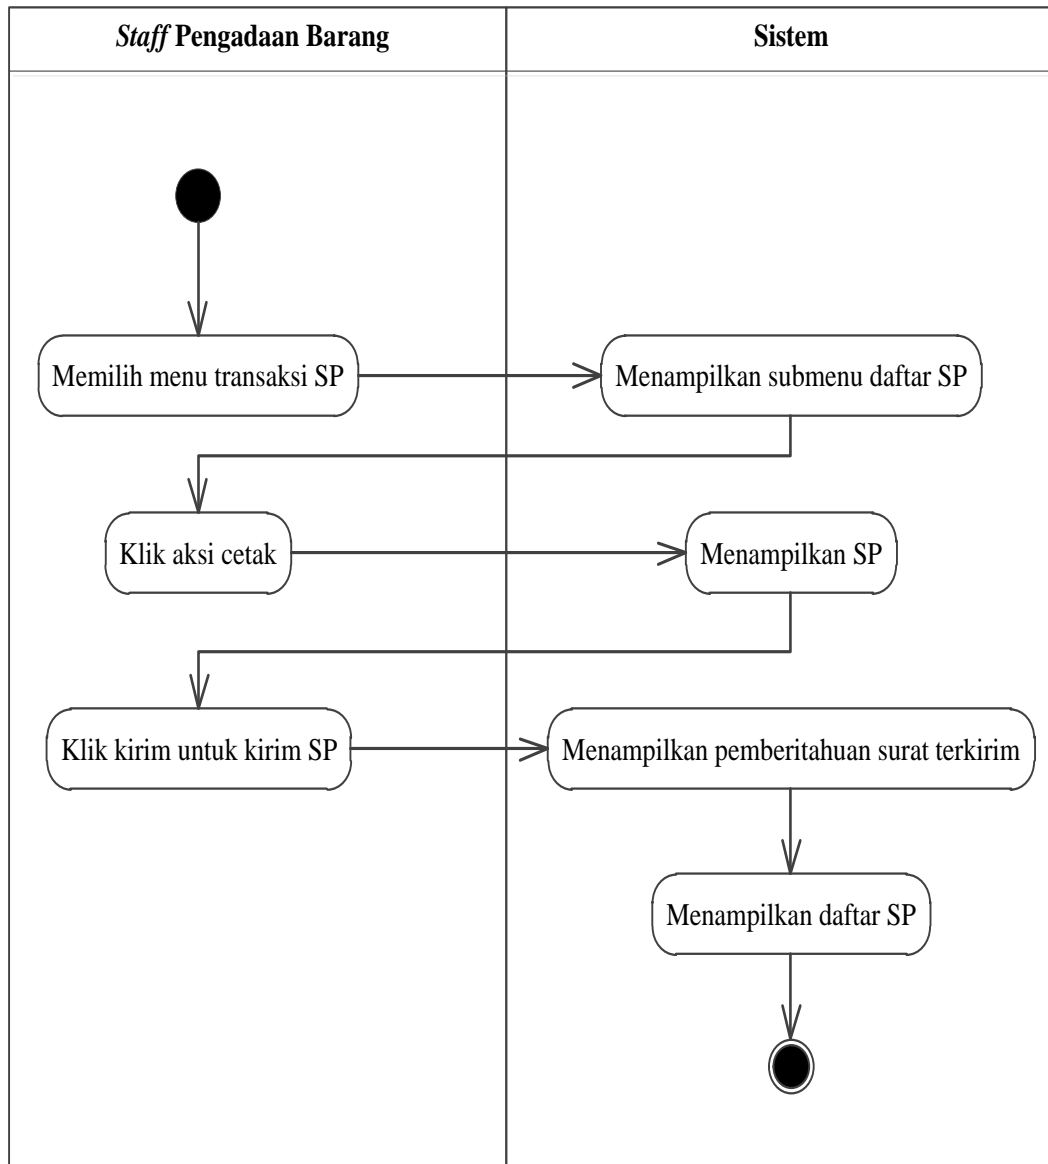 Staff Pengadaan Barang
Sistem
Memilih menu transaksi SP
Menampilkan submenu daftar SP
Klik aksi cetak
Menampilkan SP
Klik kirim untuk kirim SP
Menampilkan pemberitahuan surat terkirim
Menampilkan daftar SP